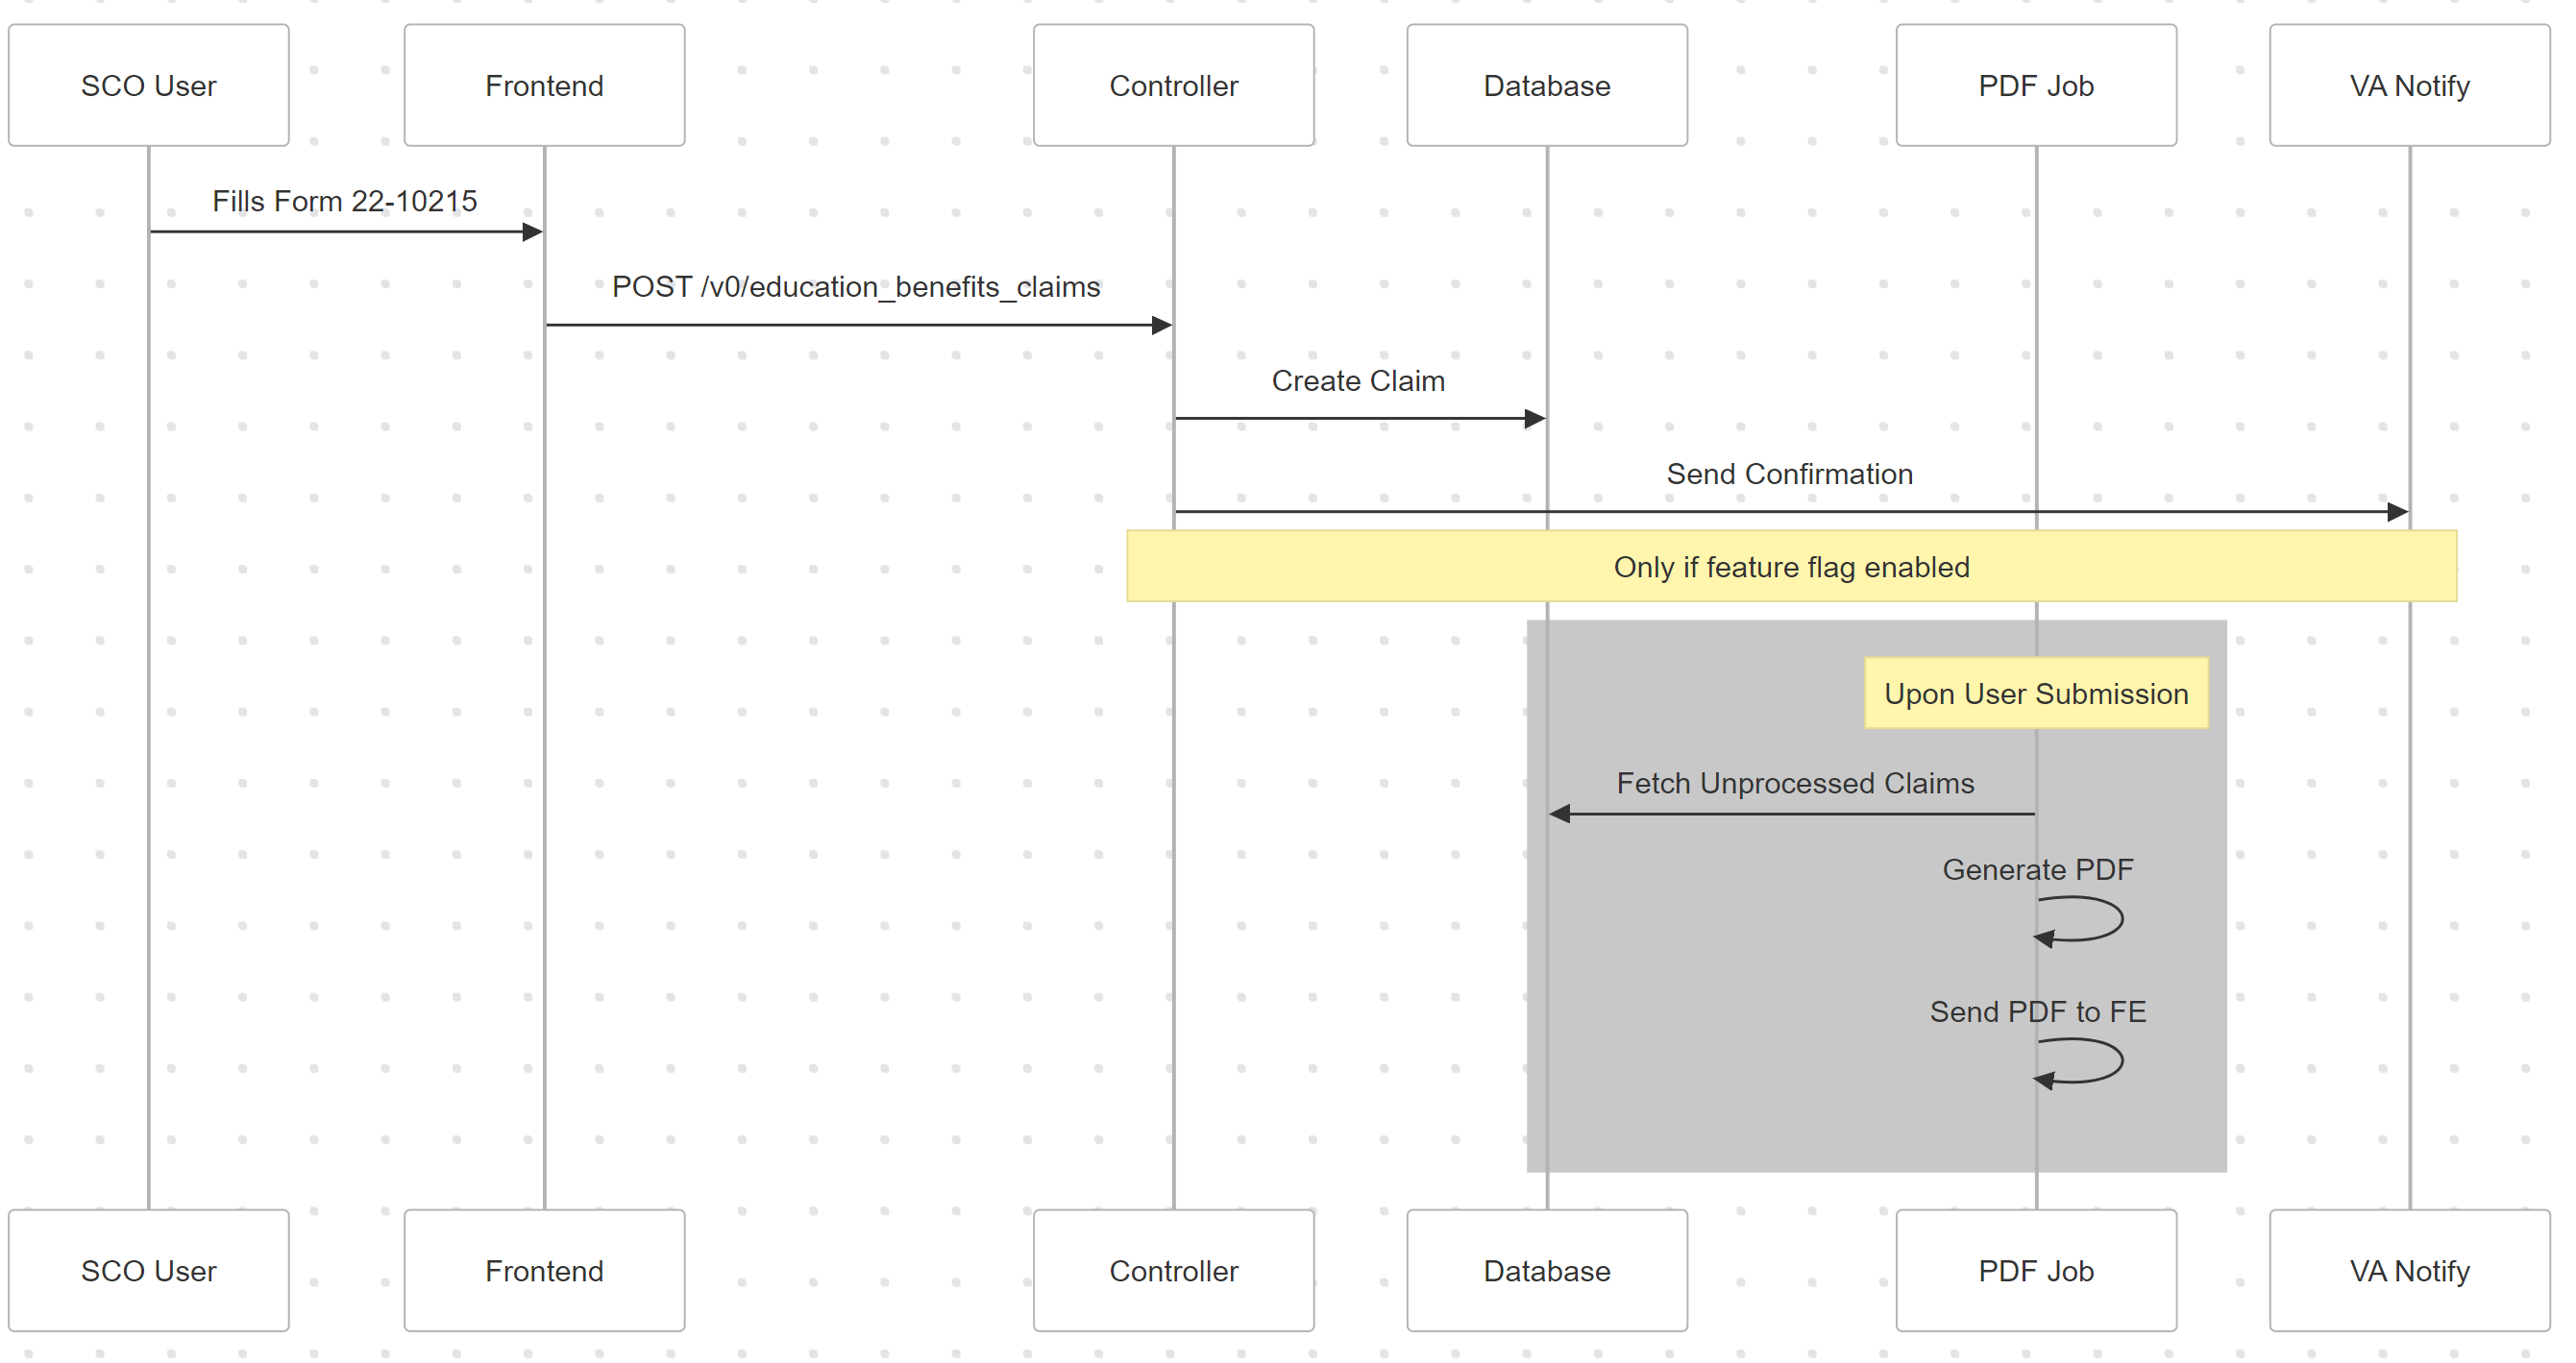 SCO User
Frontend
Controller
Database
PDF Job
VA Notify
Fills Form 22-10215
POST /v0/education_benefits_claims
Create Claim
Send Confirmation
Only if feature flag enabled
Upon User Submission
Fetch Unprocessed Claims
Generate PDF
Send PDF to FE
SCO User
Frontend
Controller
Database
PDF Job
VA Notify